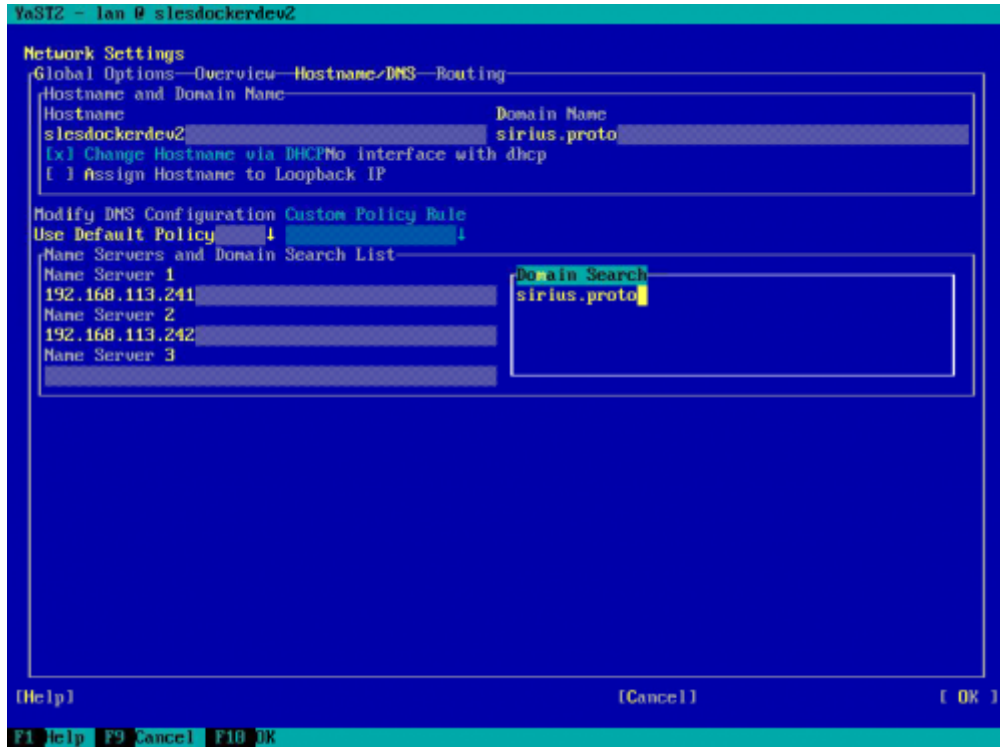 YaST2 - lan @ slesdockerdev2
Network Settings
Global Options—Overview—Hostname/DNS—Routing
Hostname and Domain Name
Hostname Domain Name
slesdockerdev2 sirius.proto
[x] Change Hostname via DHCPNo interface with dhcp
[ ] Assign Hostname to Loopback IP
Modify DNS Configuration Custom Policy Rule
Use Default Policy↓ ↓
Name Servers and Domain Search List
Name Server 1 Domain Search
192.168.113.241 sirius.proto
Name Server 2
192.168.113.242
Name Server 3
[Help] [Cancel] [ OK ]
F1 Help F9 Cancel F10 OK